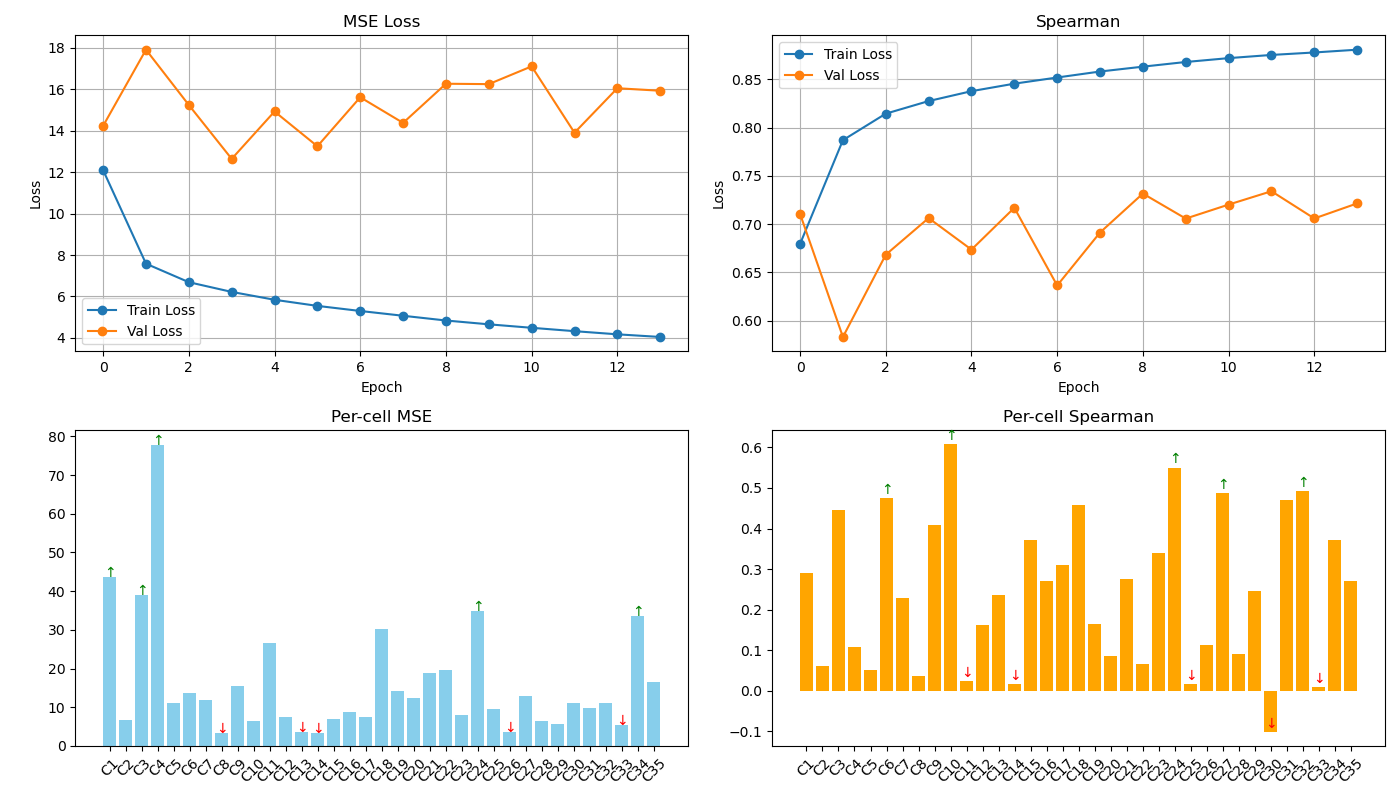 MSE Loss
18
16
14
12
10
8
6
4
Loss
Train Loss
Val Loss
0 2 4 6 8 10 12
Epoch
Spearman
Train Loss
Val Loss
0.85
0.80
0.75
0.70
0.65
0.60
Loss
0 2 4 6 8 10 12
Epoch
Per-cell MSE
80
70
60
50
40
30
20
10
0
↑ ↑ ↑ ↓ ↓ ↓ ↑ ↓ ↓ ↑
C1 C2 C3 C4 C5 C6 C7 C8 C9 C10 C11 C12 C13 C14 C15 C16 C17 C18 C19 C20 C21 C22 C23 C24 C25 C26 C27 C28 C29 C30 C31 C32 C33 C34 C35
Per-cell Spearman
0.6
0.5
0.4
0.3
0.2
0.1
0.0
−0.1
↑ ↑ ↓ ↓ ↑ ↓ ↑ ↓ ↑ ↓
C1 C2 C3 C4 C5 C6 C7 C8 C9 C10 C11 C12 C13 C14 C15 C16 C17 C18 C19 C20 C21 C22 C23 C24 C25 C26 C27 C28 C29 C30 C31 C32 C33 C34 C35